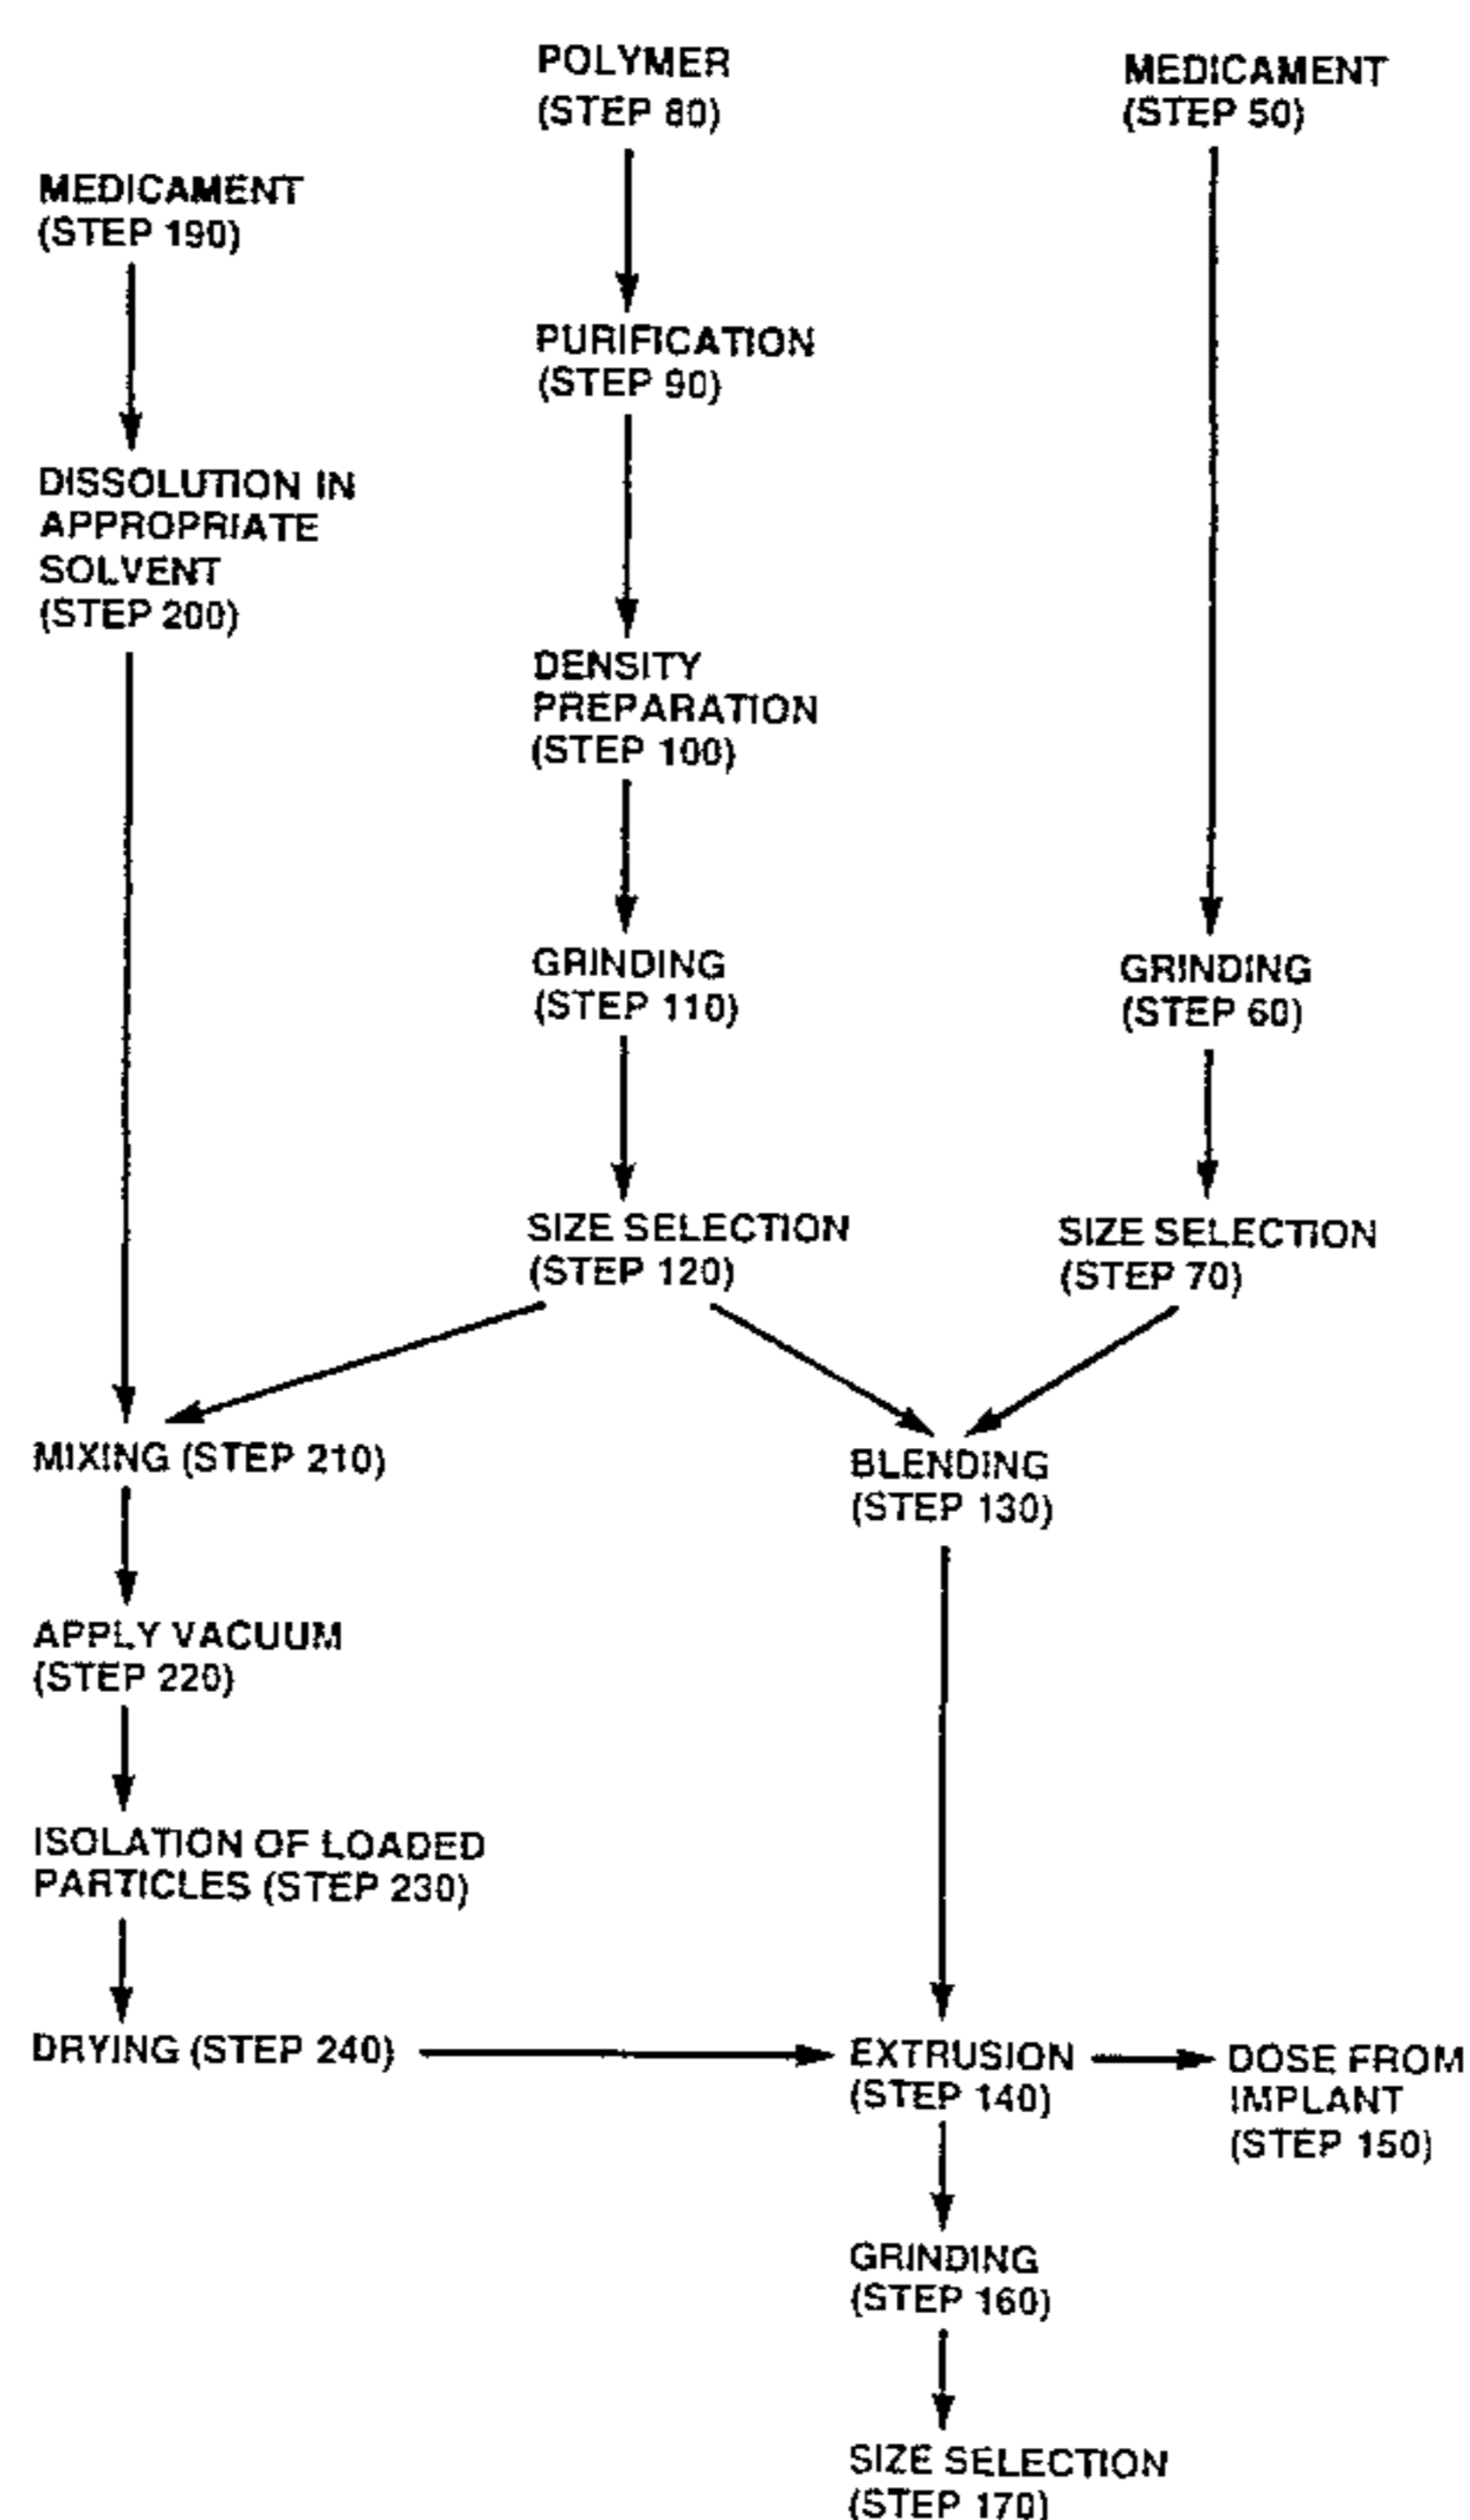 POLYMER
(STEP 80)
MEDICAMENT
(STEP 50)
MEDICAMENT
(STEP 190)
PURIFICATION
(STEP 90)
DISSOLUTION IN
APPROPRIATE
SOLVENT
(STEP 200)
DENSITY
PREPARATION
(STEP 100)
GRINDING
(STEP 110)
GRINDING
(STEP 60)
SIZE SELECTION
(STEP 120)
SIZE SELECTION
(STEP 70)
MIXING (STEP 210)
BLENDING
(STEP 130)
APPLY VACUUM
(STEP 220)
ISOLATION OF LOADED
PARTICLES (STEP 230)
DRYING (STEP 240)
EXTRUSION
(STEP 140)
DOSE FROM
IMPLANT
(STEP 150)
GRINDING
(STEP 160)
SIZE SELECTION
(STEP 170)